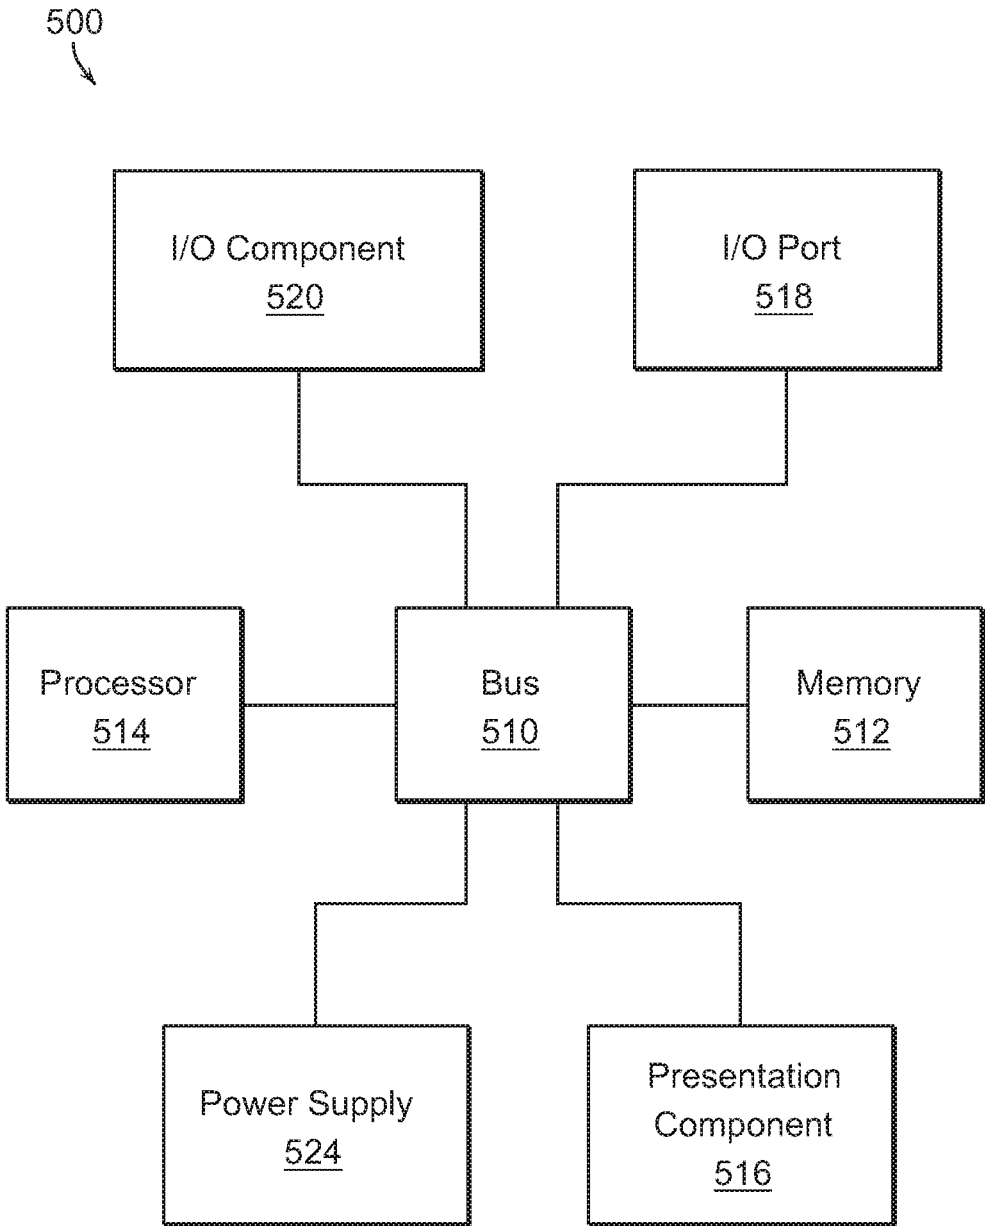 500
I/O Component
520
I/O Port
518
Processor
514
Bus
510
Memory
512
Power Supply
524
Presentation
Component
516